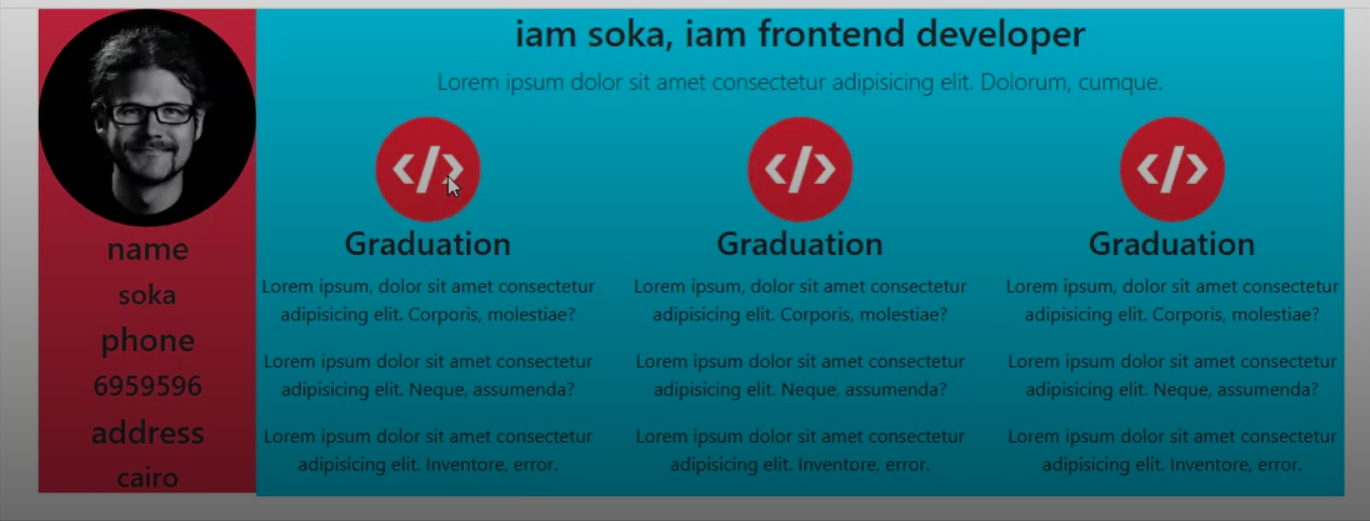 name
soka
phone
6959596
address
cairo
iam soka, iam frontend developer
Lorem ipsum dolor sit amet consectetur adipisicing elit. Dolorum, cumque.
</>
Graduation
Lorem ipsum, dolor sit amet consectetur
adipisicing elit. Corporis, molestiae?
Lorem ipsum dolor sit amet consectetur
adipisicing elit. Neque, assumenda?
Lorem ipsum dolor sit amet consectetur
adipisicing elit. Inventore, error.
</>
Graduation
Lorem ipsum, dolor sit amet consectetur
adipisicing elit. Corporis, molestiae?
Lorem ipsum dolor sit amet consectetur
adipisicing elit. Neque, assumenda?
Lorem ipsum dolor sit amet consectetur
adipisicing elit. Inventore, error.
</>
Graduation
Lorem ipsum, dolor sit amet consectetur
adipisicing elit. Corporis, molestiae?
Lorem ipsum dolor sit amet consectetur
adipisicing elit. Neque, assumenda?
Lorem ipsum dolor sit amet consectetur
adipisicing elit. Inventore, error.